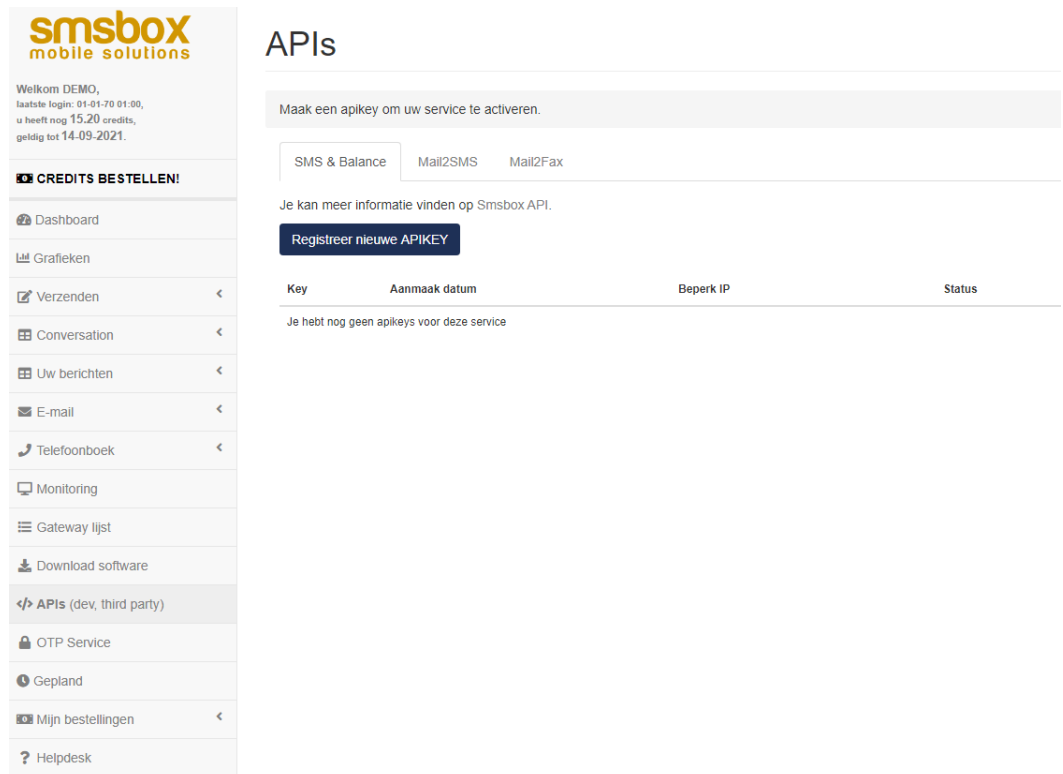 smsbox
mobile solutions
Welkom DEMO,
laatste login: 01-01-70 01:00,
u heeft nog 15.20 credits,
geldig tot 14-09-2021.
CREDITS BESTELLEN!
Dashboard
Grafieken
Verzenden
Conversation
Uw berichten
E-mail
Telefoonboek
Monitoring
Gateway lijst
Download software
APIs (dev, third party)
OTP Service
Gepland
Mijn bestellingen
Helpdesk
APIs
Maak een apikey om uw service te activeren.
SMS & Balance Mail2SMS Mail2Fax
Je kan meer informatie vinden op Smsbox API.
Registreer nieuwe APIKEY
Key Aanmaak datum Beperk IP Status
Je hebt nog geen apikeys voor deze service